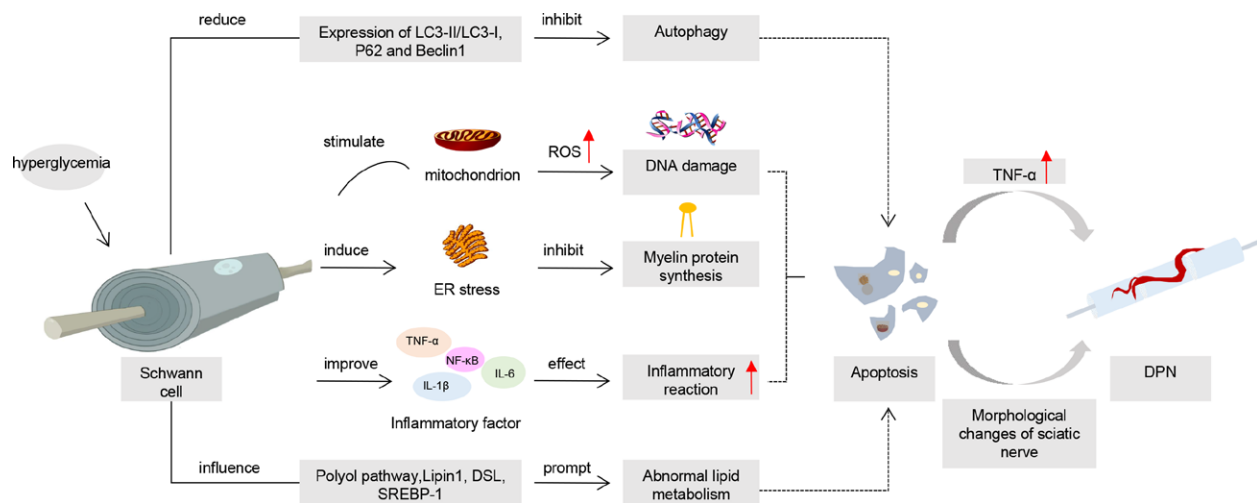 reduce
Expression of LC3-II/LC3-I,
P62 and Beclin1
inhibit
Autophagy
hyperglycemia
stimulate
mitochondrion
ROS
DNA damage
TNF-α
induce
ER stress
inhibit
Myelin protein
synthesis
Schwann
cell
improve
TNF-α
NF-κB
IL-6
IL-1β
Inflammatory factor
effect
Inflammatory
reaction
Apoptosis
DPN
Morphological
changes of sciatic
nerve
influence
Polyol pathway,Lipin1, DSL,
SREBP-1
prompt
Abnormal lipid
metabolism